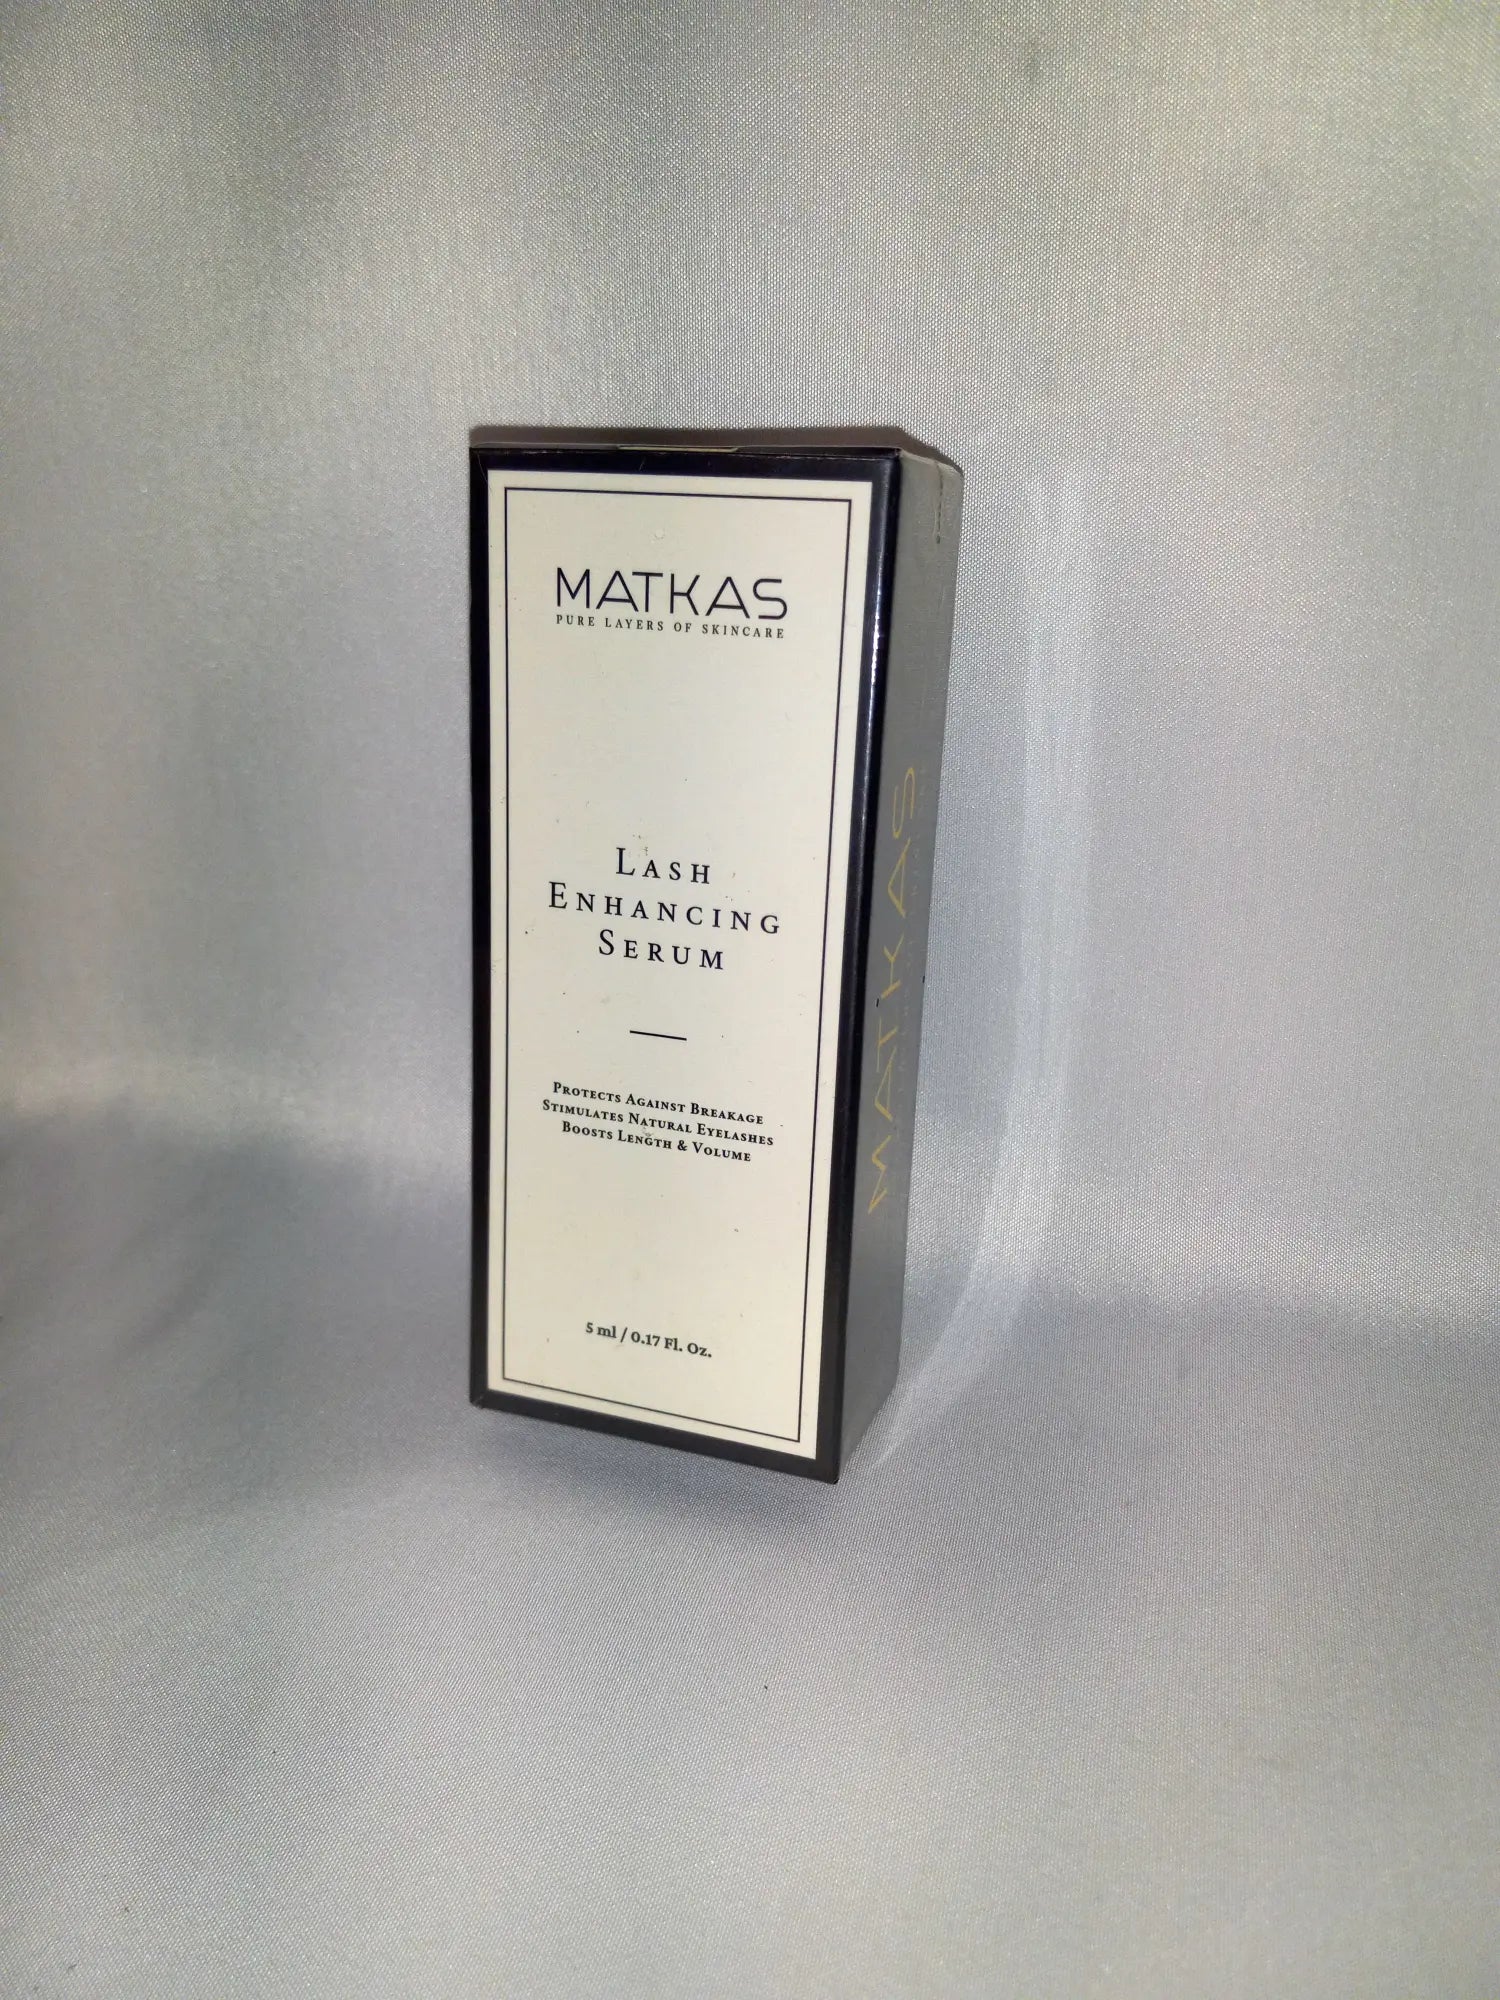 MATKAS
PURE LAYERS OF SKINCARE
LASH
ENHANCING
SERUM
PROTECTS AGAINST BREAKAGE
STIMULATES NATURAL EYELASHES
BOOSTS LENGTH & VOLUME
5 ml / 0.17 Fl. Oz.
MATKAS